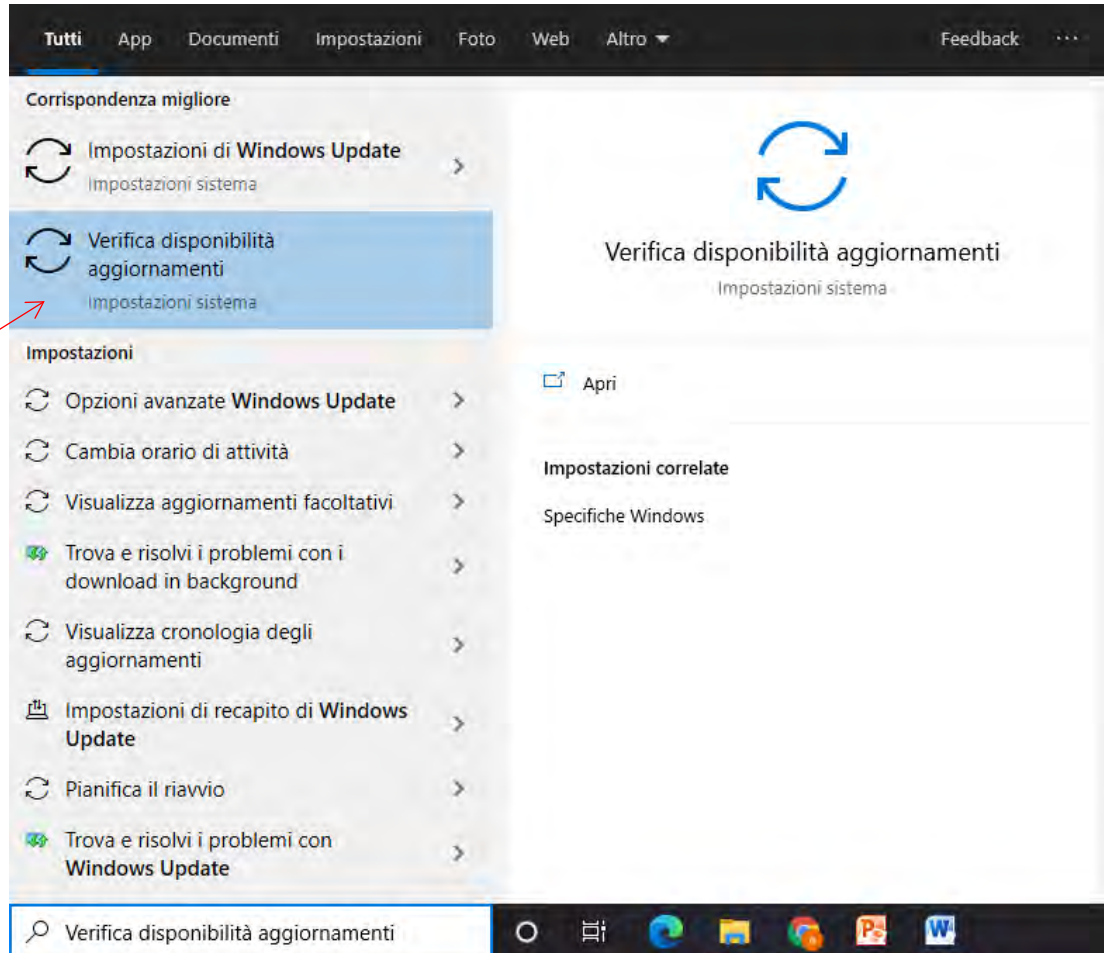 Tutti App Documenti Impostazioni Foto Web Altro Feedback ...
Corrispondenza migliore
Impostazioni di Windows Update
Impostazioni sistema
Verifica disponibilità
aggiornamenti
Impostazioni sistema
Impostazioni
Opzioni avanzate Windows Update
Cambia orario di attività
Visualizza aggiornamenti facoltativi
Trova e risolvi i problemi con i
download in background
Visualizza cronologia degli
aggiornamenti
Impostazioni di recapito di Windows
Update
Pianifica il riavvio
Trova e risolvi i problemi con
Windows Update
Verifica disponibilità aggiornamenti
Impostazioni sistema
Apri
Impostazioni correlate
Specifiche Windows
Verifica disponibilità aggiornamenti